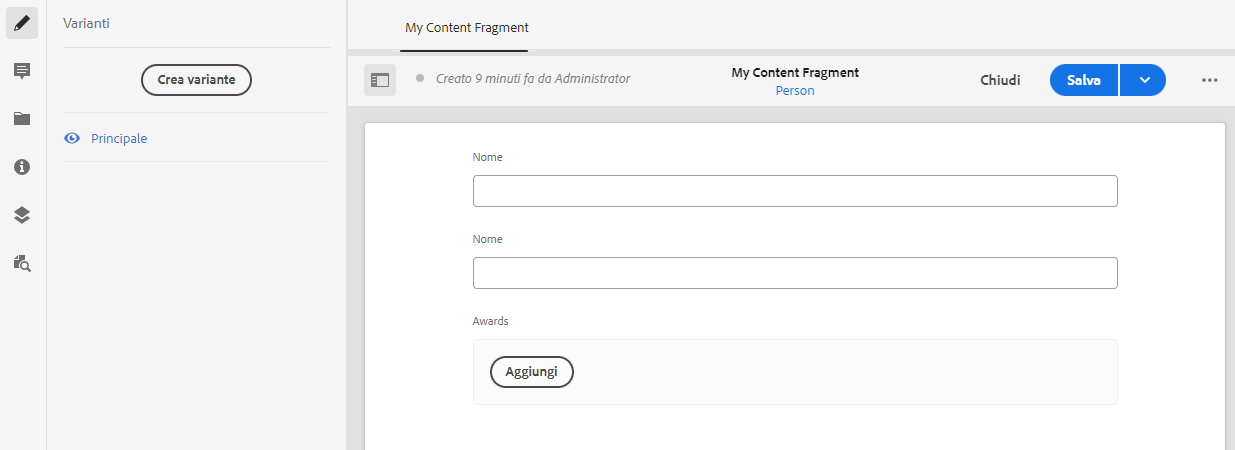 Varianti
Crea variante
Principale
My Content Fragment
Creato 9 minuti fa da Administrator
My Content Fragment
Person
Chiudi
Salva
Nome
Nome
Awards
Aggiungi